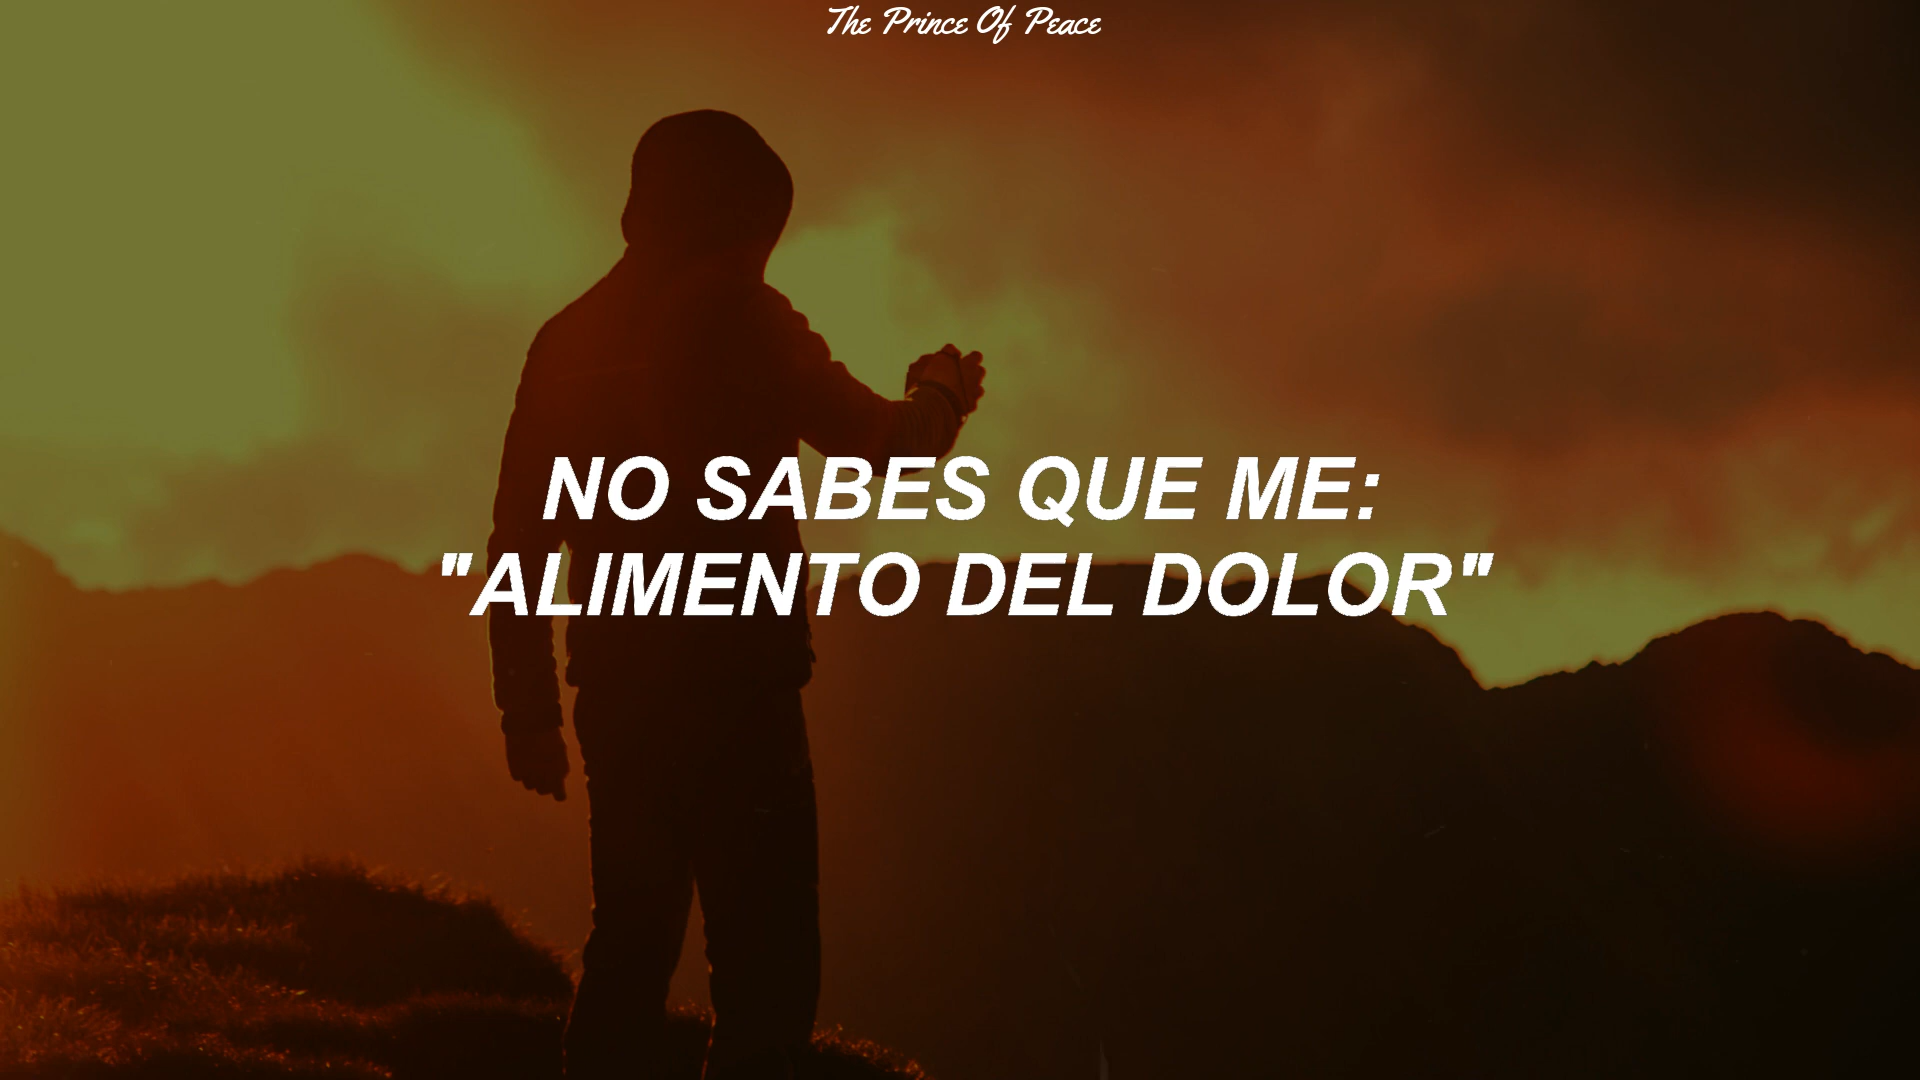 The Prince Of Peace
NO SABES QUE ME:
"ALIMENTO DEL DOLOR"